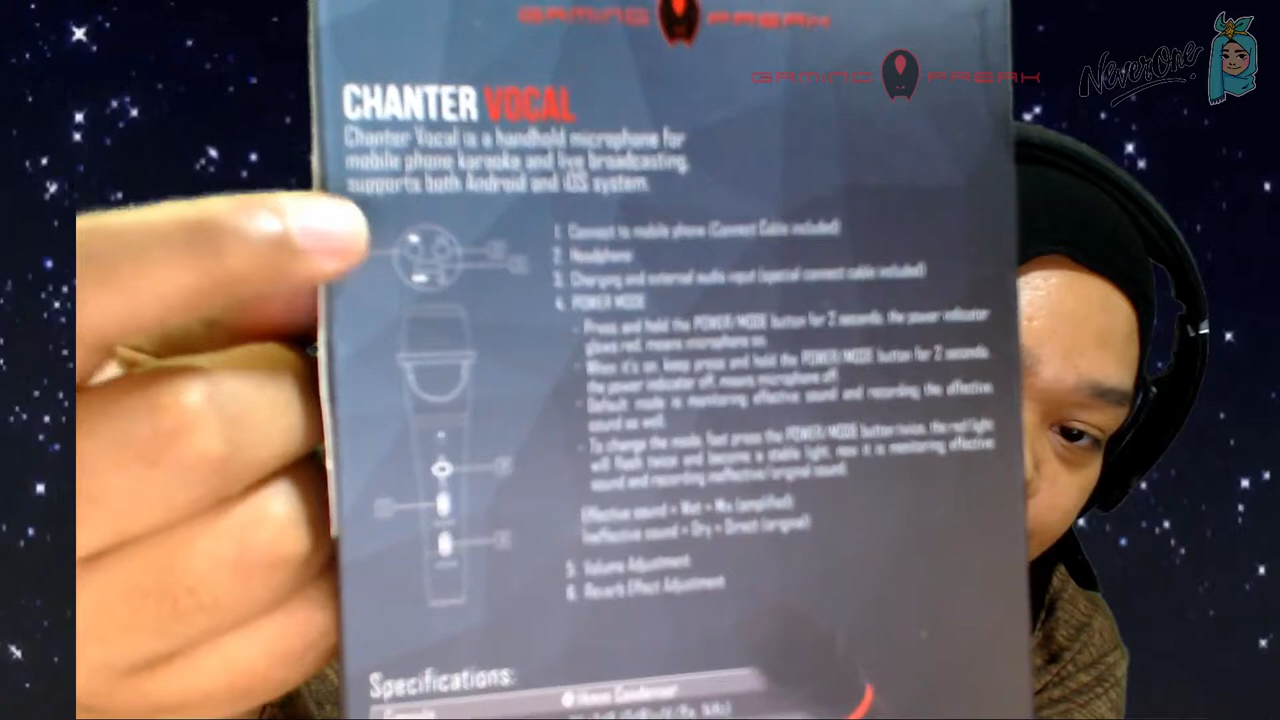 GAMING FREAK
GAMING FREAK
NeverOne
CHANTER VOCAL
Chanter Vocal is a handheld microphone for
mobile phone karaoke and live broadcasting,
supports both Android and iOS system.
1. Connect to mobile phone (Connect Cable included)
2. Headphone
3. Charging and external audio input (special connect cable included)
4. POWER MODE
- Press and hold the POWER/MODE button for 2 seconds, the power indicator
glows red, means microphone on
- When it's on, keep press and hold the POWER/MODE button for 2 seconds,
the power indicator off, means microphone off
- Default mode is monitoring effective sound and recording the effective
sound as well.
- To change the mode, fast press the POWER/MODE button twice, the red light
will flash twice and become a stable light, now it is monitoring effective
sound and recording ineffective/original sound.
Effective sound = Wet = Mix (amplified)
Ineffective sound = Dry = Direct (original)
5. Volume Adjustment
6. Reverb Effect Adjustment
Specifications:
Condenser